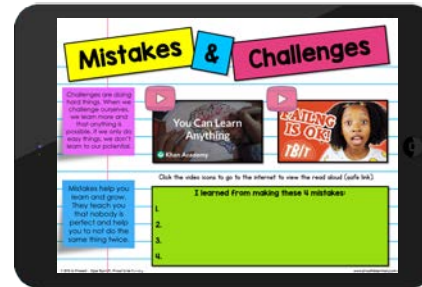 Mistakes & Challenges
Challenges are doing
hard things. When we
challenge ourselves,
we learn more and
that anything is
possible. If we only do
easy things, we don't
learn to our potential.
You Can Learn
Anything
Khan Academy
FAILING
IS OK!
Click the video icons to go to the internet to view the read aloud (safe link)
Mistakes help you
learn and grow.
They teach you
that nobody is
perfect and help
you to not do the
same thing twice.
I learned from making these 4 mistakes:
1.
2.
3.
4.